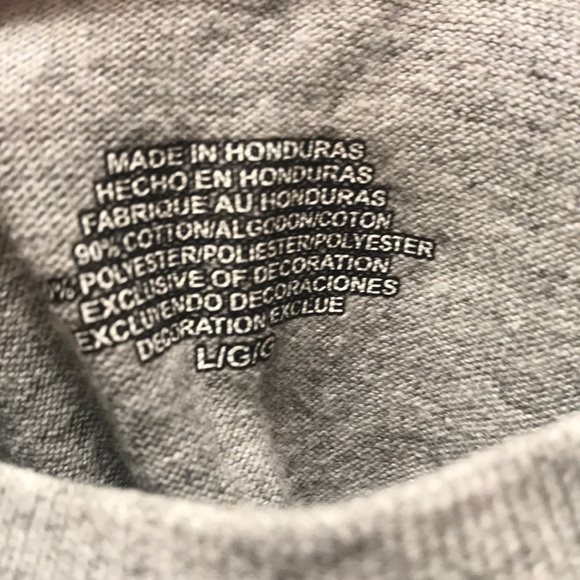 MADE IN HONDURAS
HECHO EN HONDURAS
FABRIQUE AU HONDURAS
90% COTTON/ALGODON/COTON
% POLYESTER/POLIESTER/POLYESTER
EXCLUSIVE OF DECORATION
EXCLUYENDO DECORACIONES
DECORATION EXCLUE
L/G/G